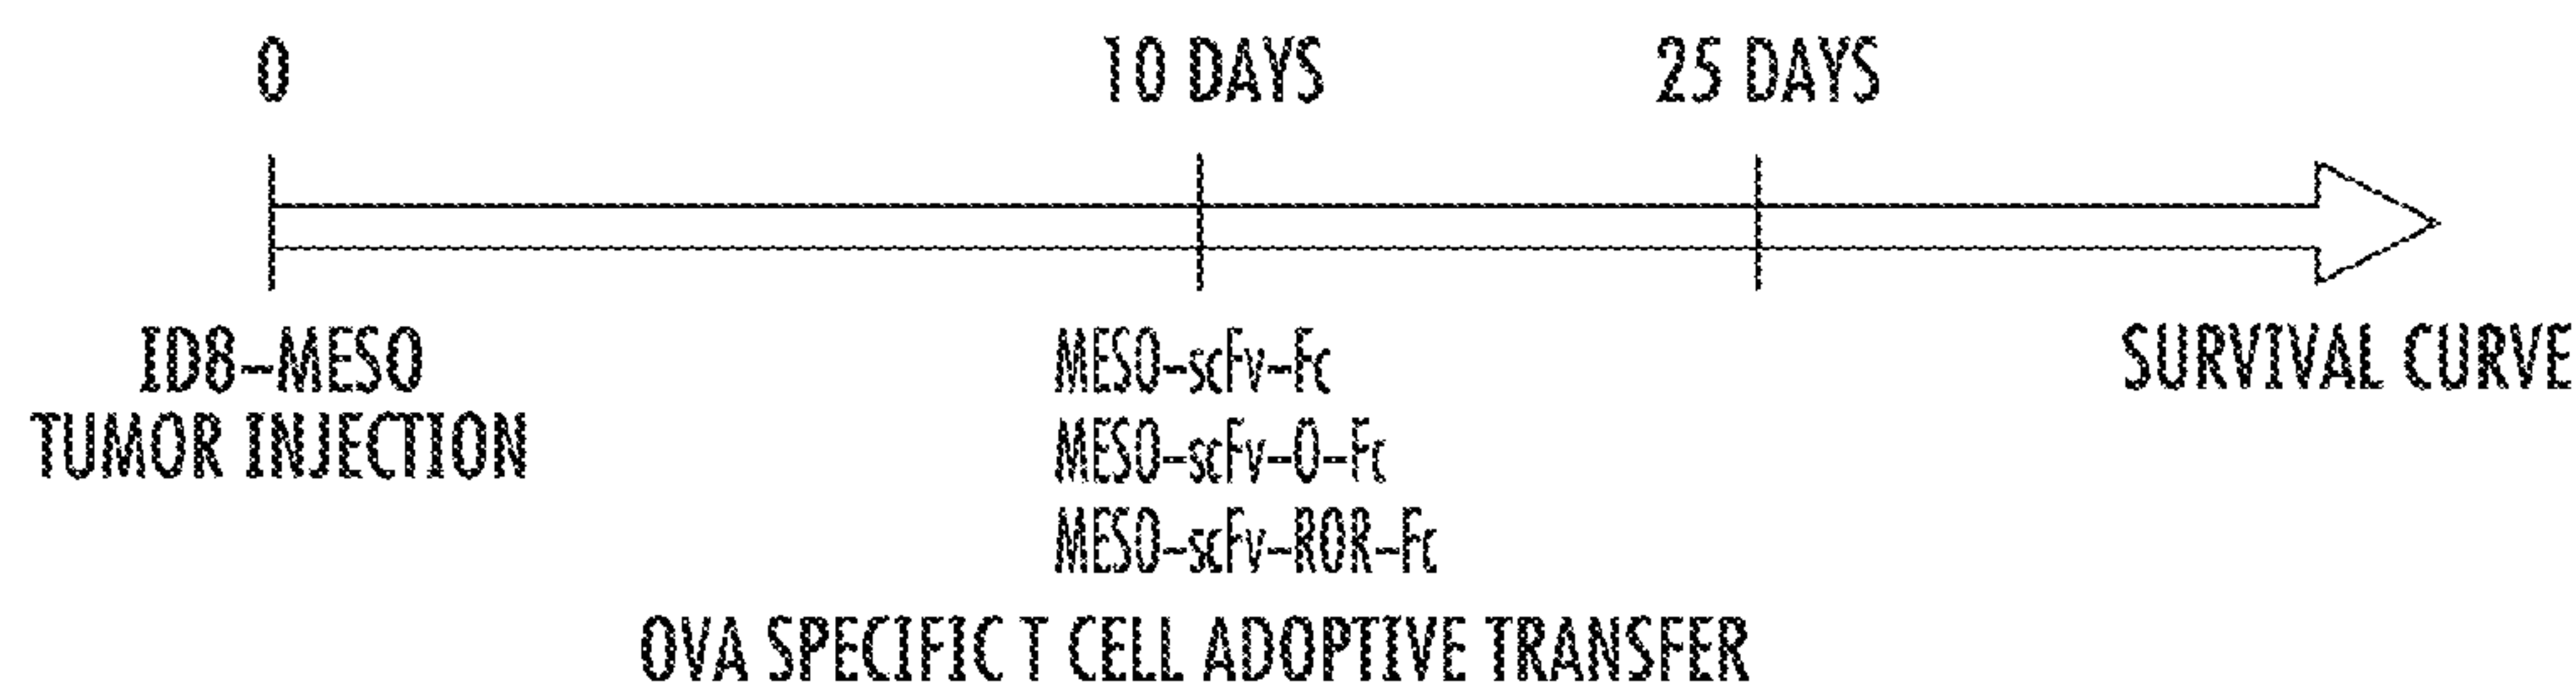 0
10 DAYS
25 DAYS
ID8-MESO
TUMOR INJECTION
MESO-scFv-Fc
MESO-scFv-O-Fc
MESO-scFv-ROR-Fc
OVA SPECIFIC T CELL ADOPTIVE TRANSFER
SURVIVAL CURVE